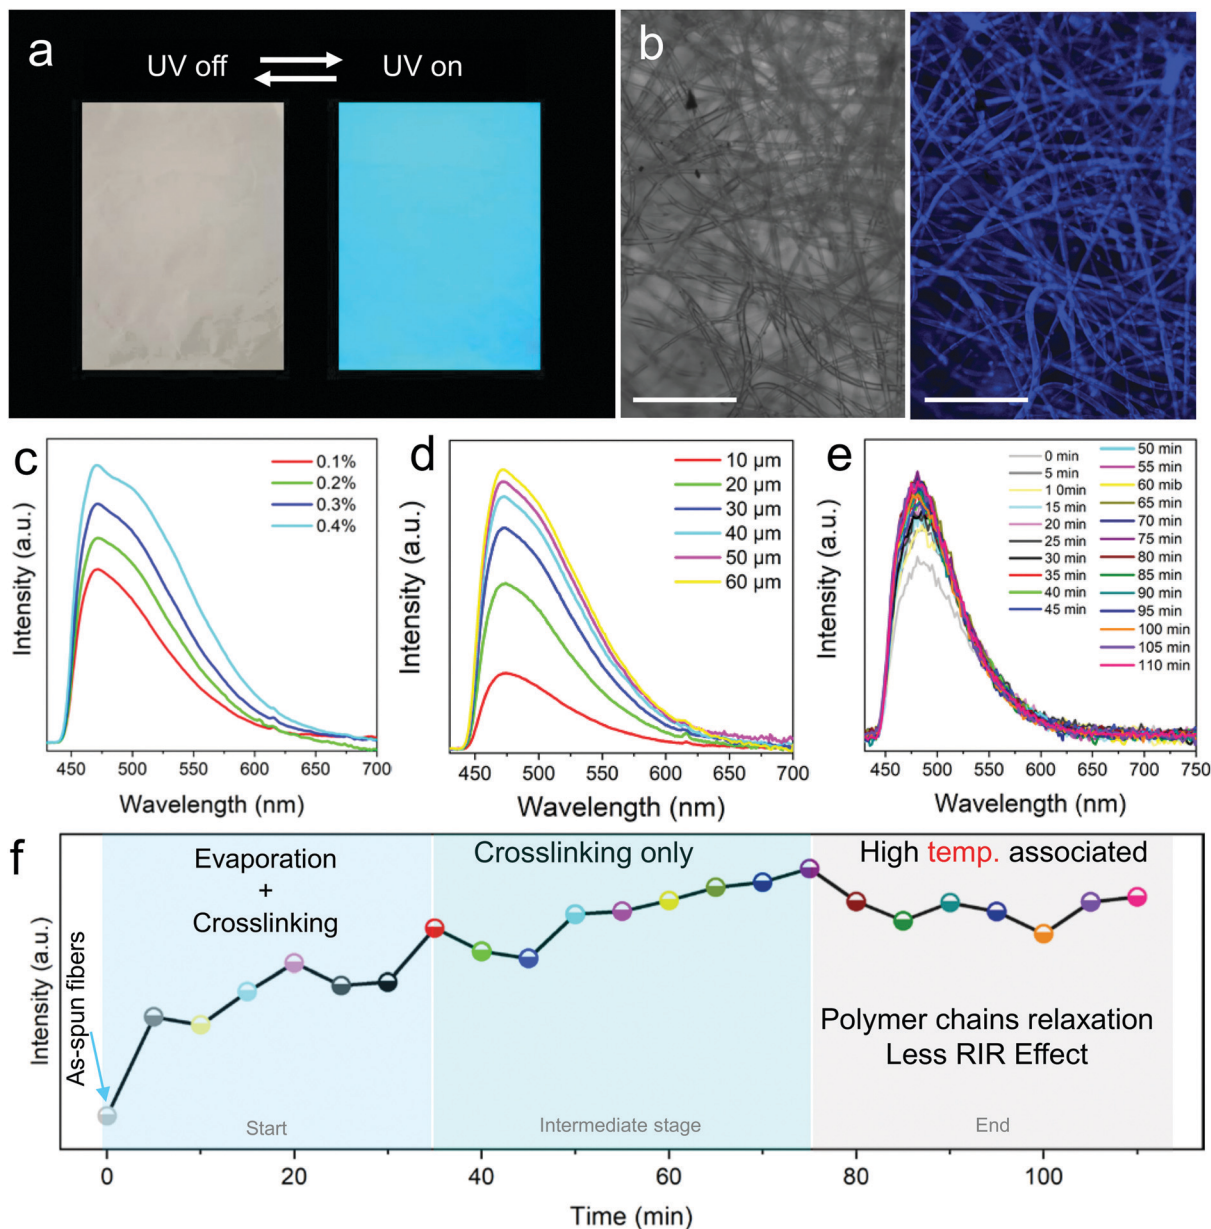 a
UV off
UV on
b
c
0.1%
0.2%
0.3%
0.4%
Intensity (a.u.)
450 500 550 600 650 700
Wavelength (nm)
d
10 μm
20 μm
30 μm
40 μm
50 μm
60 μm
Intensity (a.u.)
450 500 550 600 650 700
Wavelength (nm)
e
0 min
5 min
1 0min
15 min
20 min
25 min
30 min
35 min
40 min
45 min
50 min
55 min
60 mib
65 min
70 min
75 min
80 min
85 min
90 min
95 min
100 min
105 min
110 min
Intensity (a.u.)
450 500 550 600 650 700 750
Wavelength (nm)
f
Evaporation
+
Crosslinking
Crosslinking only
High temp. associated
Intensity (a.u.)
As-spun fibers
Polymer chains relaxation
Less RIR Effect
Start
Intermediate stage
End
0 20 40 60 80 100
Time (min)